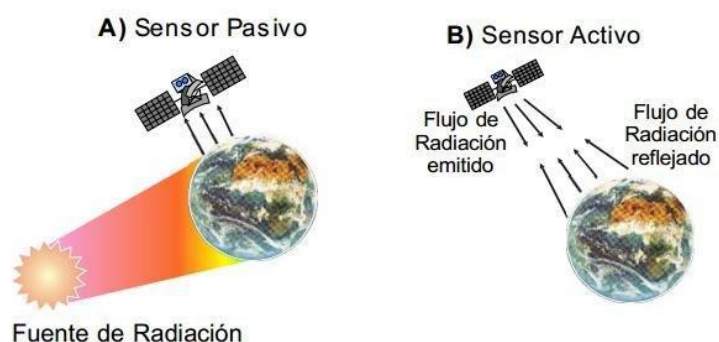 A) Sensor Pasivo
B) Sensor Activo
Flujo de
Radiación
emitido
Flujo de
Radiación
reflejado
Fuente de Radiación